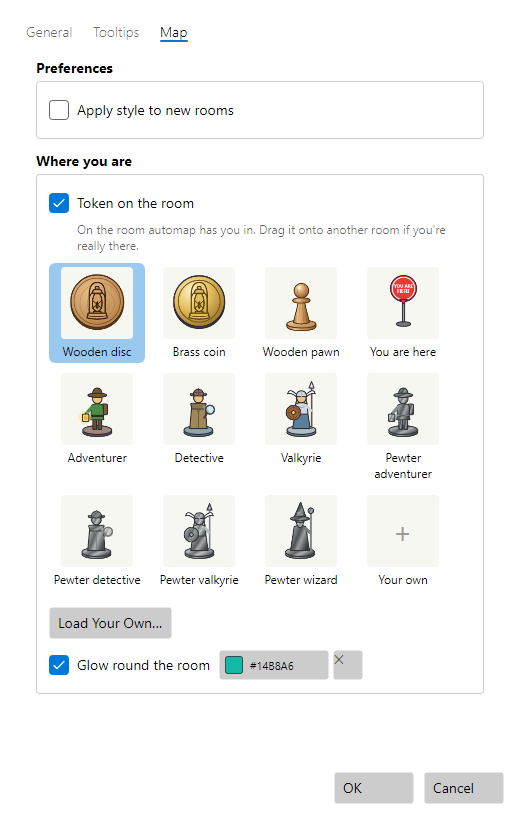 General Tooltips Map
Preferences
Apply style to new rooms
Where you are
Token on the room
On the room automap has you in. Drag it onto another room if you're
really there.
YOU ARE
HERE
Wooden disc Brass coin Wooden pawn You are here
Adventurer Detective Valkyrie Pewter
adventurer
Pewter detective Pewter valkyrie Pewter wizard Your own
Load Your Own...
Glow round the room #14B8A6
OK Cancel